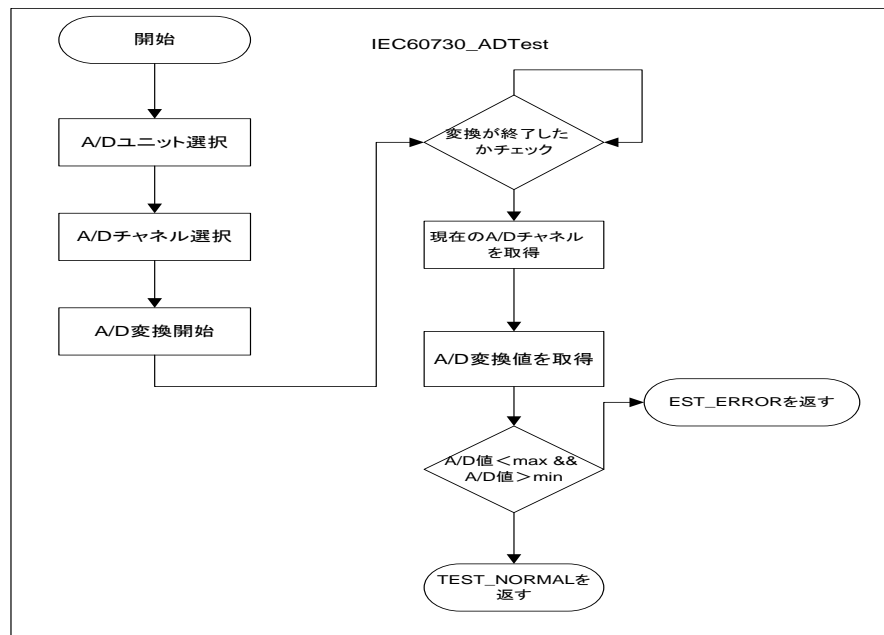 開始
A/Dユニット選択
A/Dチャネル選択
A/D変換開始
IEC60730_ADTest
変換が終了した
かチェック
現在のA/Dチャネル
を取得
A/D変換値を取得
A/D値＜max &&
A/D値＞min
EST_ERRORを返す
TEST_NORMALを
返す